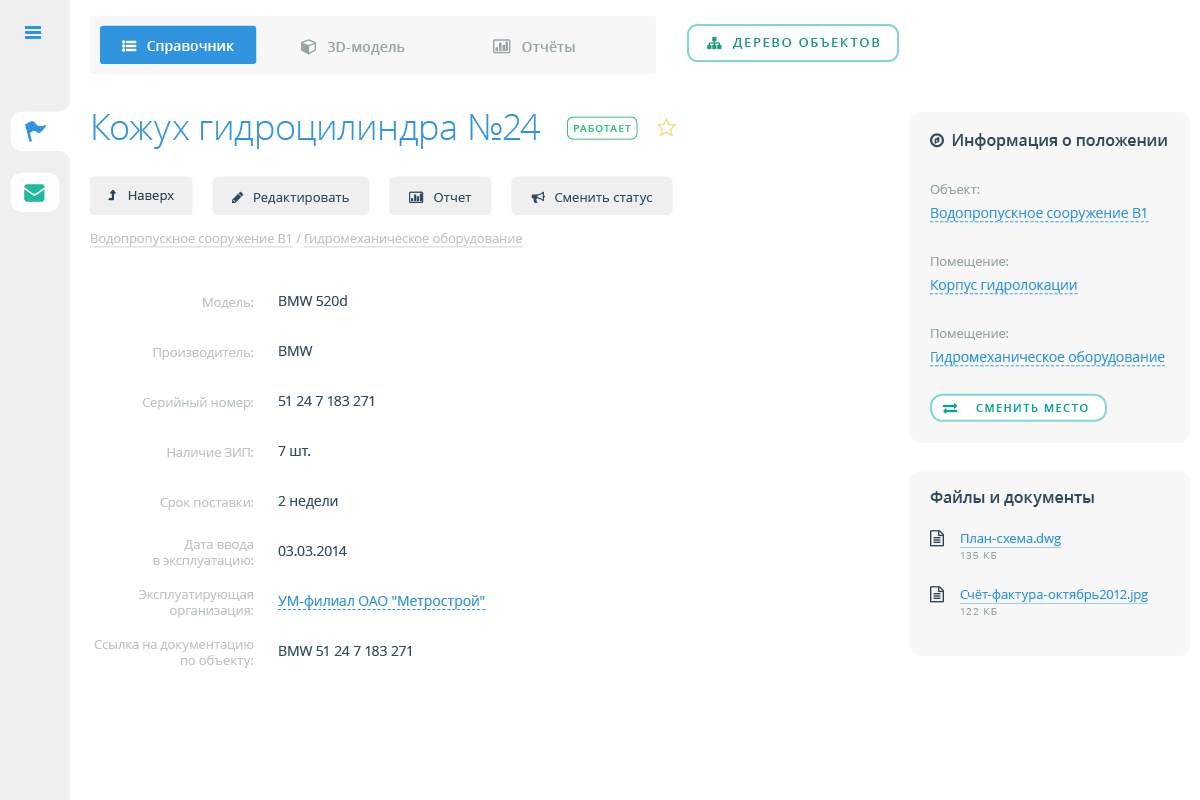 Справочник
3D-модель
Отчёты
ДЕРЕВО ОБЪЕКТОВ
Кожух гидроцилиндра №24
РАБОТАЕТ
Наверх
Редактировать
Отчет
Сменить статус
Водопропускное сооружение В1 / Гидромеханическое оборудование
Модель: BMW 520d
Производитель: BMW
Серийный номер: 51 24 7 183 271
Наличие ЗИП: 7 шт.
Срок поставки: 2 недели
Дата ввода
в эксплуатацию:
03.03.2014
Эксплуатирующая
организация:
УМ-филиал ОАО "Метрострой"
Ссылка на документацию
по объекту:
BMW 51 24 7 183 271
Информация о положении
Объект:
Водопропускное сооружение В1
Помещение:
Корпус гидролокации
Помещение:
Гидромеханическое оборудование
СМЕНИТЬ МЕСТО
Файлы и документы
План-схема.dwg
135 КБ
Счёт-фактура-октябрь2012.jpg
122 КБ